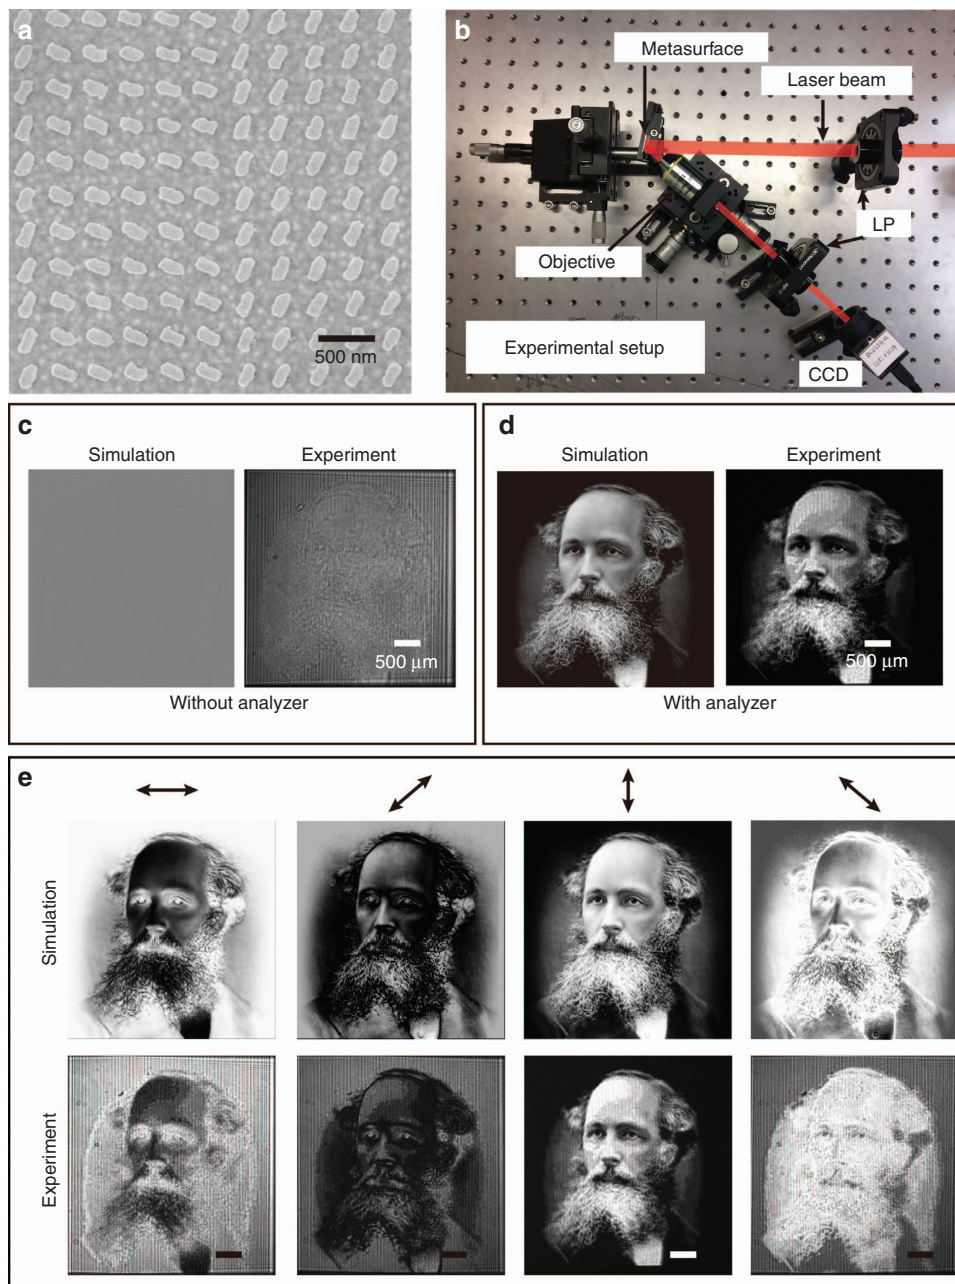 a
500 nm
b
Metasurface
Laser beam
LP
Objective
Experimental setup
CCD
c
Simulation
Experiment
500 μm
Without analyzer
d
Simulation
Experiment
500 μm
With analyzer
e
Simulation
Experiment